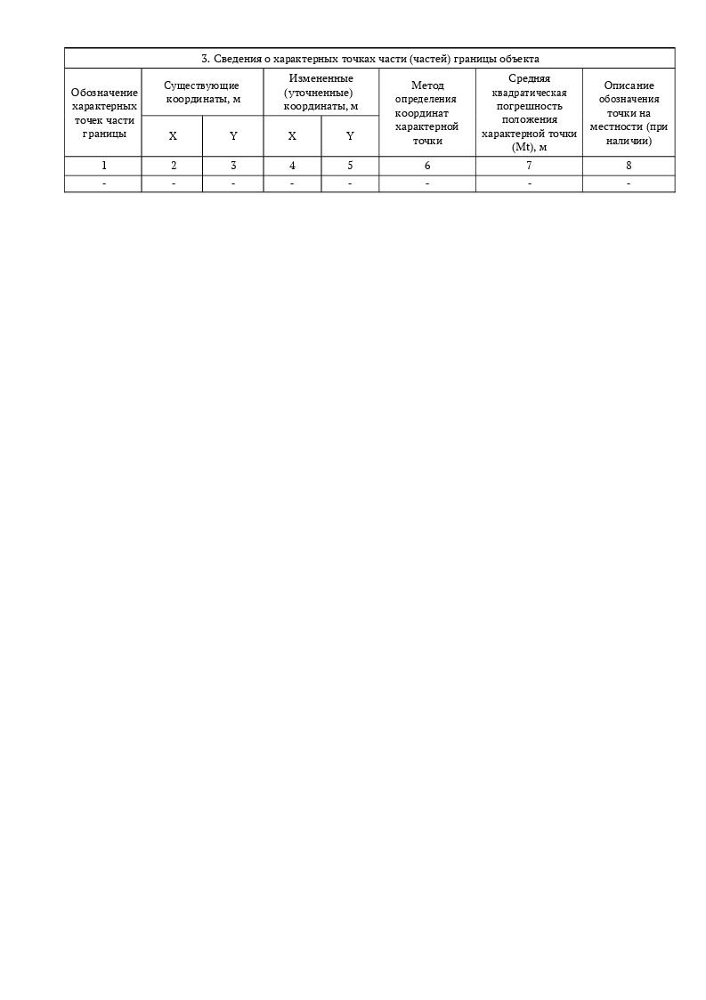 3. Сведения о характерных точках части (частей) границы объекта
Обозначение
характерных
точек части
границы
Существующие
координаты, м
Измененные
(уточненные)
координаты, м
Метод
определения
координат
характерной
точки
Средняя
квадратическая
погрешность
положения
характерной точки
(Mt), м
Описание
обозначения
точки на
местности (при
наличии)
X Y X Y
1 2 3 4 5 6 7 8
- - - - - - - -